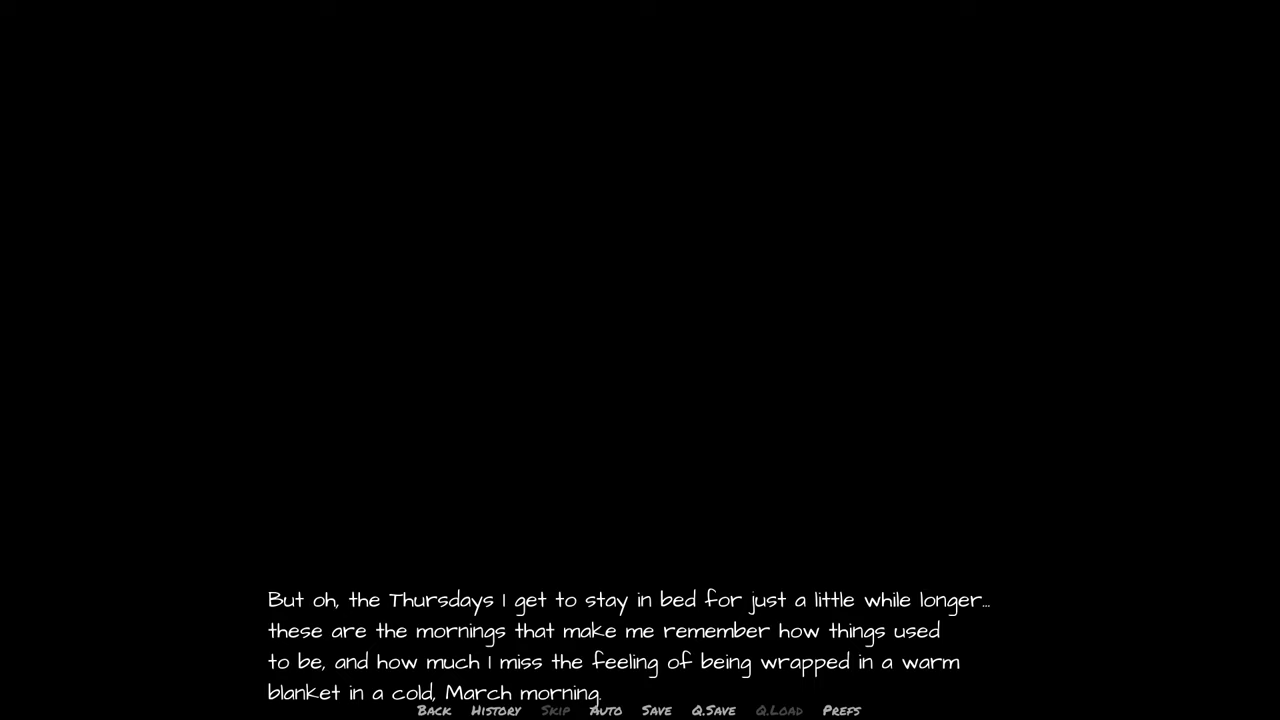 But oh, the Thursdays I get to stay in bed for just a little while longer...
these are the mornings that make me remember how things used
to be, and how much I miss the feeling of being wrapped in a warm
blanket in a cold, March morning.
Back History Skip Auto Save Q.Save Q.Load Prefs